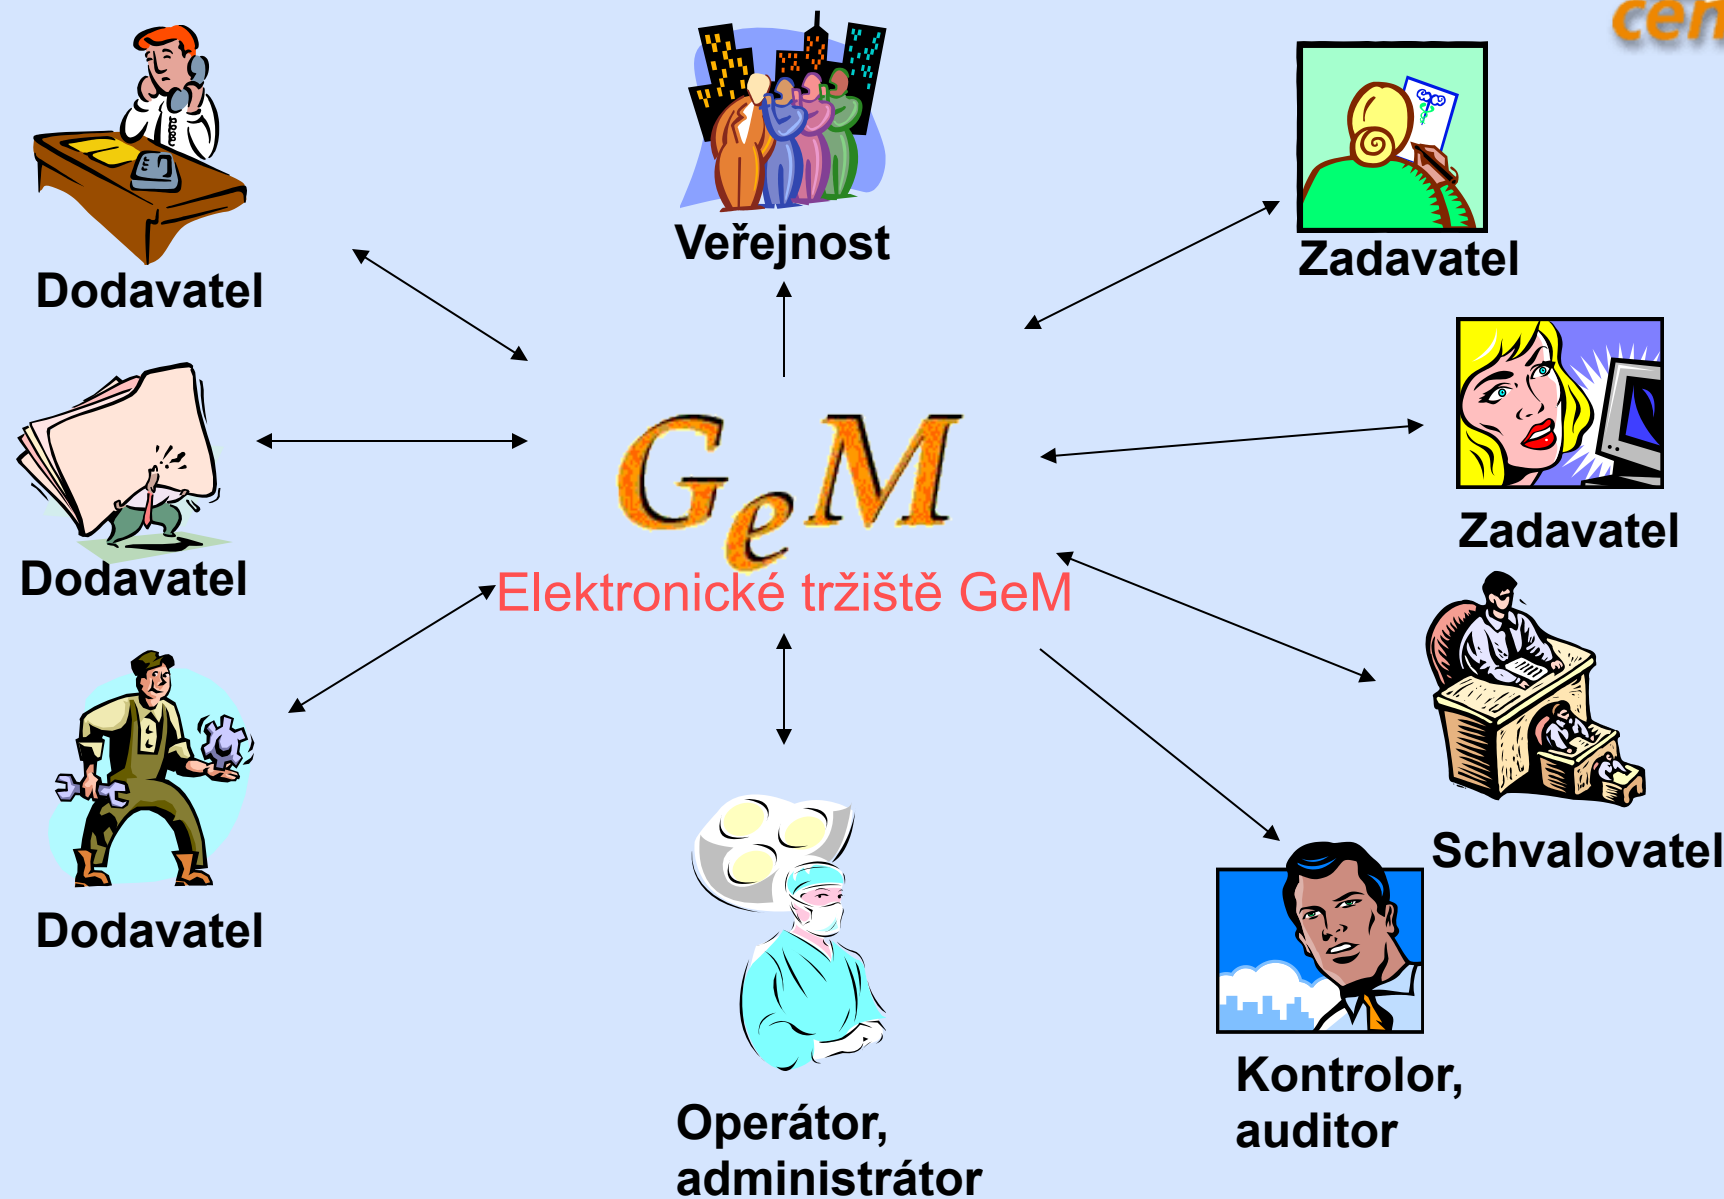 Veřejnost
Zadavatel
Dodavatel
Zadavatel
GeM
Dodavatel
Elektronické tržiště GeM
Schvalovatel
Dodavatel
Kontrolor,
auditor
Operátor,
administrátor